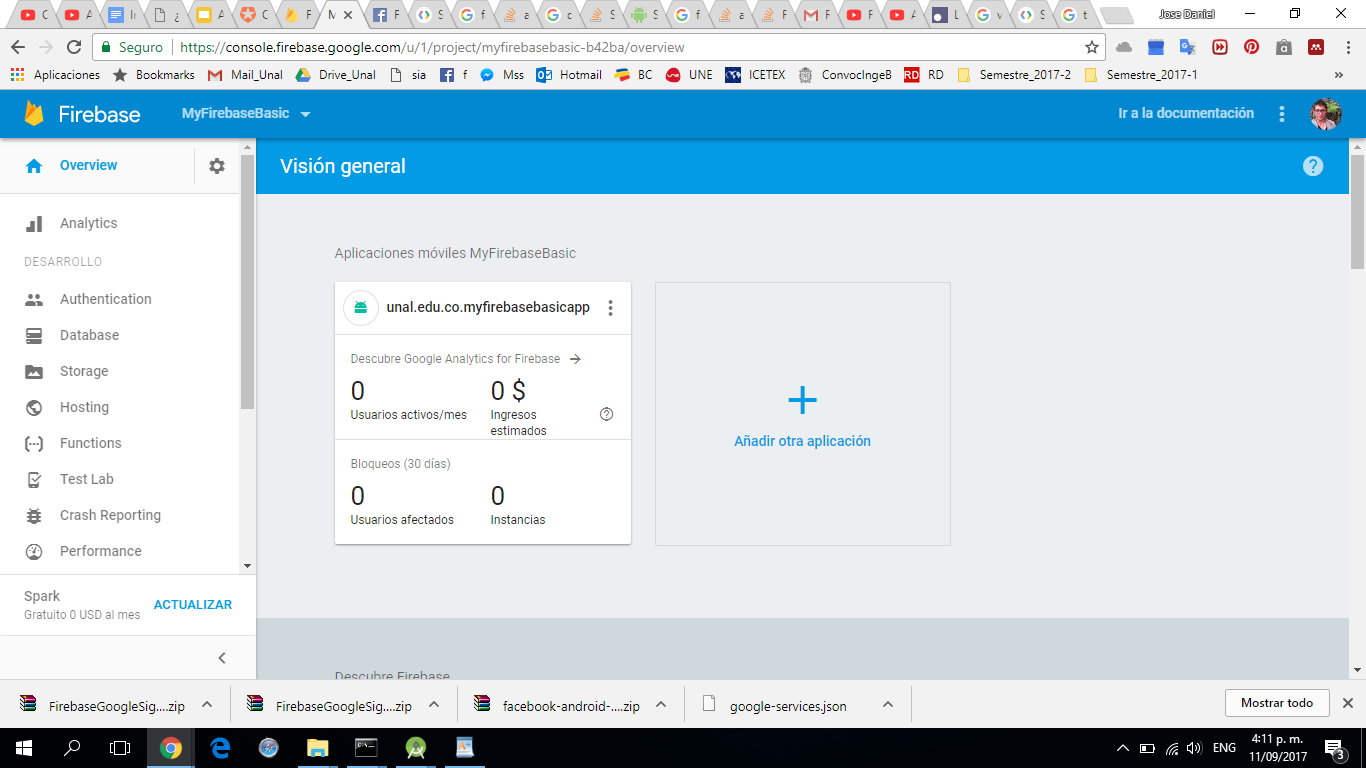 Jose Daniel
Seguro
https://console.firebase.google.com/u/1/project/myfirebasebasic-b42ba/overview
Aplicaciones Bookmarks Mail_Unal Drive_Unal sia f Mss Hotmail BC UNE ICETEX ConvocIngeB RD Semestre_2017-2 Semestre_2017-1 »
Firebase MyFirebaseBasic Ir a la documentación
Overview
Visión general
Analytics
DESARROLLO
Authentication
Database
Storage
Hosting
Functions
Test Lab
Crash Reporting
Performance
Spark
Gratuito 0 USD al mes
ACTUALIZAR
Aplicaciones móviles MyFirebaseBasic
unal.edu.co.myfirebasebasicapp
Descubre Google Analytics for Firebase
0 0 $
Usuarios activos/mes Ingresos estimados
Bloqueos (30 días)
0 0
Usuarios afectados Instancias
Añadir otra aplicación
Descubre Firebase
FirebaseGoogleSig....zip FirebaseGoogleSig....zip facebook-android-....zip google-services.json Mostrar todo
ENG
4:11 p. m.
11/09/2017
3